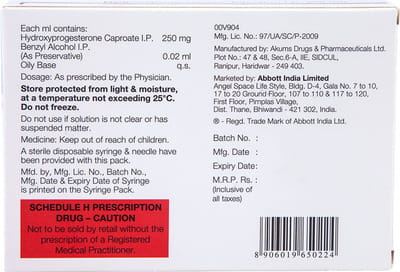 Each ml contains:
Hydroxyprogesterone Caproate I.P. 250 mg
Benzyl Alcohol I.P. 0.02 ml
(As Preservative)
Oily Base q.s.
Dosage: As prescribed by the Physician.
Store protected from light & moisture,
at a temperature not exceeding 25°C.
Do not freeze.
Do not use if solution is not clear or has
suspended matter.
Medicine: Keep out of reach of children.
A sterile disposable syringe & needle have
been provided with this pack.
Mfd. by, Mfg. Lic. No., Batch No.,
Mfg. Date & Expiry Date of Syringe
is printed on the Syringe Pack.
SCHEDULE H PRESCRIPTION
DRUG – CAUTION
Not to be sold by retail without the
prescription of a Registered
Medical Practitioner.
00V904
Mfg. Lic. No.: 97/UA/SC/P-2009
Manufactured by: Akums Drugs & Pharmaceuticals Ltd.
Plot No.: 47 & 48, Sec.6-A, IIE, SIDCUL,
Ranipur, Haridwar - 249 403.
Marketed by: Abbott India Limited
Angel Space Life Style, Bldg. D-4, Gala No. 7 to 10,
17 to 20 Ground Floor, 107 to 110 & 117 to 120,
First Floor, Pimplas Village,
Dist. Thane, Bhiwandi - 421 302, India.
® - Regd. Trade Mark of Abbott India Ltd.
Batch No. :
Mfg. Date :
Expiry Date:
M.R.P. Rs. :
(Inclusive of
all taxes)
8 906019 650224